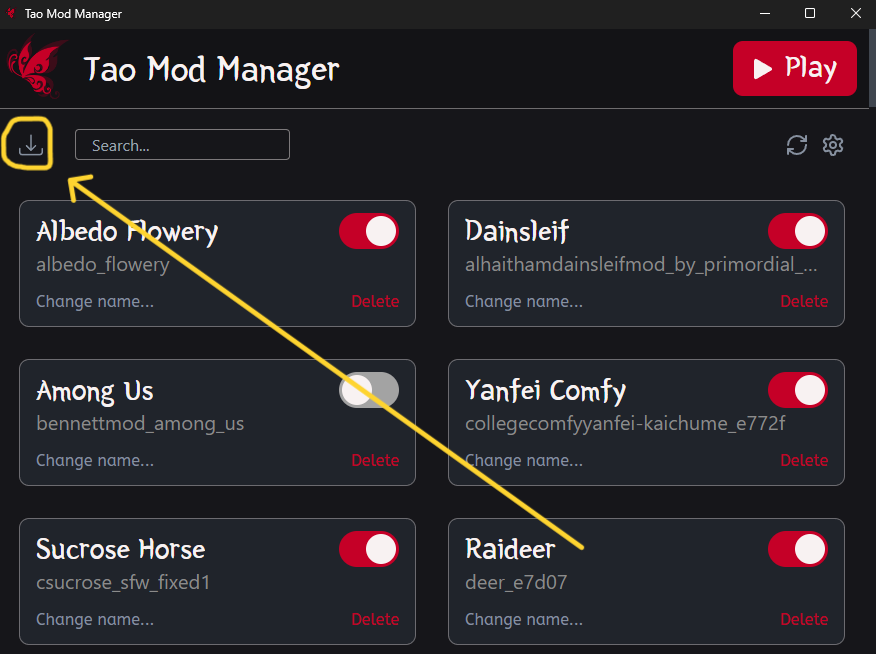 Tao Mod Manager
Tao Mod Manager
Play
Search...
Albedo Flowery
albedo_flowery
Change name...
Delete
Dainsleif
alhaithamdainsleifmod_by_primordial_...
Change name...
Delete
Among Us
bennettmod_among_us
Change name...
Delete
Yanfei Comfy
collegecomfyyanfei-kaichume_e772f
Change name...
Delete
Sucrose Horse
csucrose_sfw_fixed1
Change name...
Delete
Raideer
deer_e7d07
Change name...
Delete